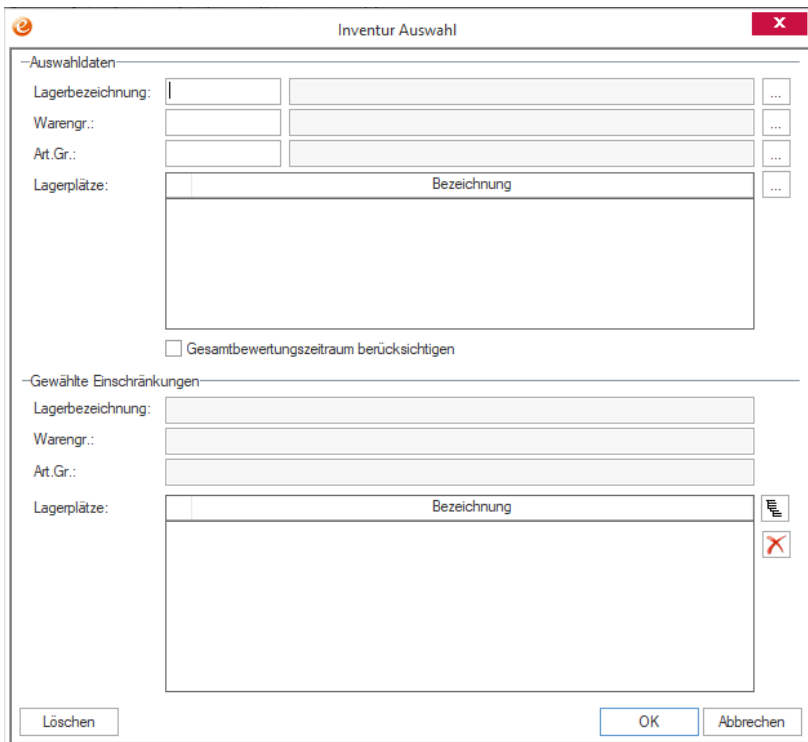 e
Inventur Auswahl
x
Auswahldaten
Lagerbezeichnung:
...
Warengr.:
...
Art.Gr.:
...
Lagerplätze:
Bezeichnung
...
Gesamtbewertungszeitraum berücksichtigen
Gewählte Einschränkungen
Lagerbezeichnung:
Warengr.:
Art.Gr.:
Lagerplätze:
Bezeichnung
Löschen
OK
Abbrechen